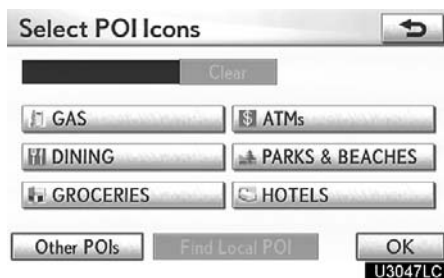 Select POI Icons
Clear
GAS
ATMs
DINING
PARKS & BEACHES
GROCERIES
HOTELS
Other POIs
Find Local POI
OK
U3047LC